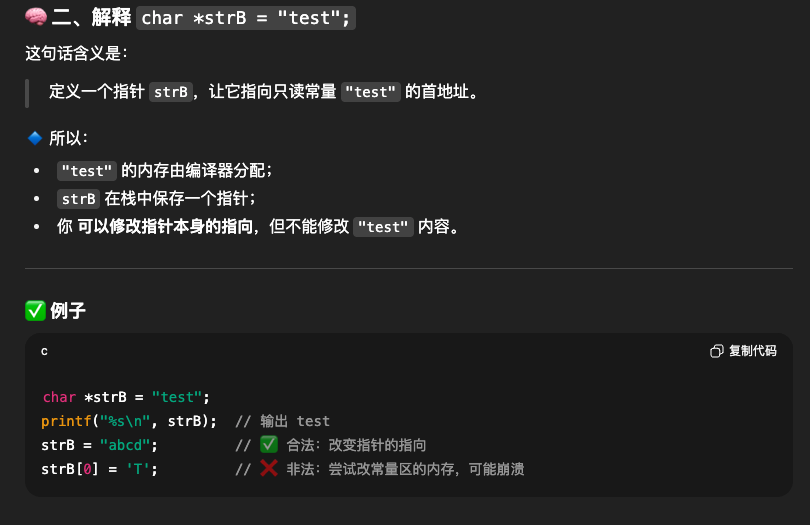 🧠 二、解释 char *strB = "test";
这句话含义是：
定义一个指针 strB，让它指向只读常量 "test" 的首地址。
🔹 所以：
• "test" 的内存由编译器分配；
• strB 在栈中保存一个指针；
• 你 可以修改指针本身的指向，但不能修改 "test" 内容。
✅ 例子
c 复制代码
char *strB = "test";
printf("%s\n", strB);  // 输出 test
strB = "abcd";         // ✅ 合法：改变指针的指向
strB[0] = 'T';         // ❌ 非法：尝试改常量区的内存，可能崩溃